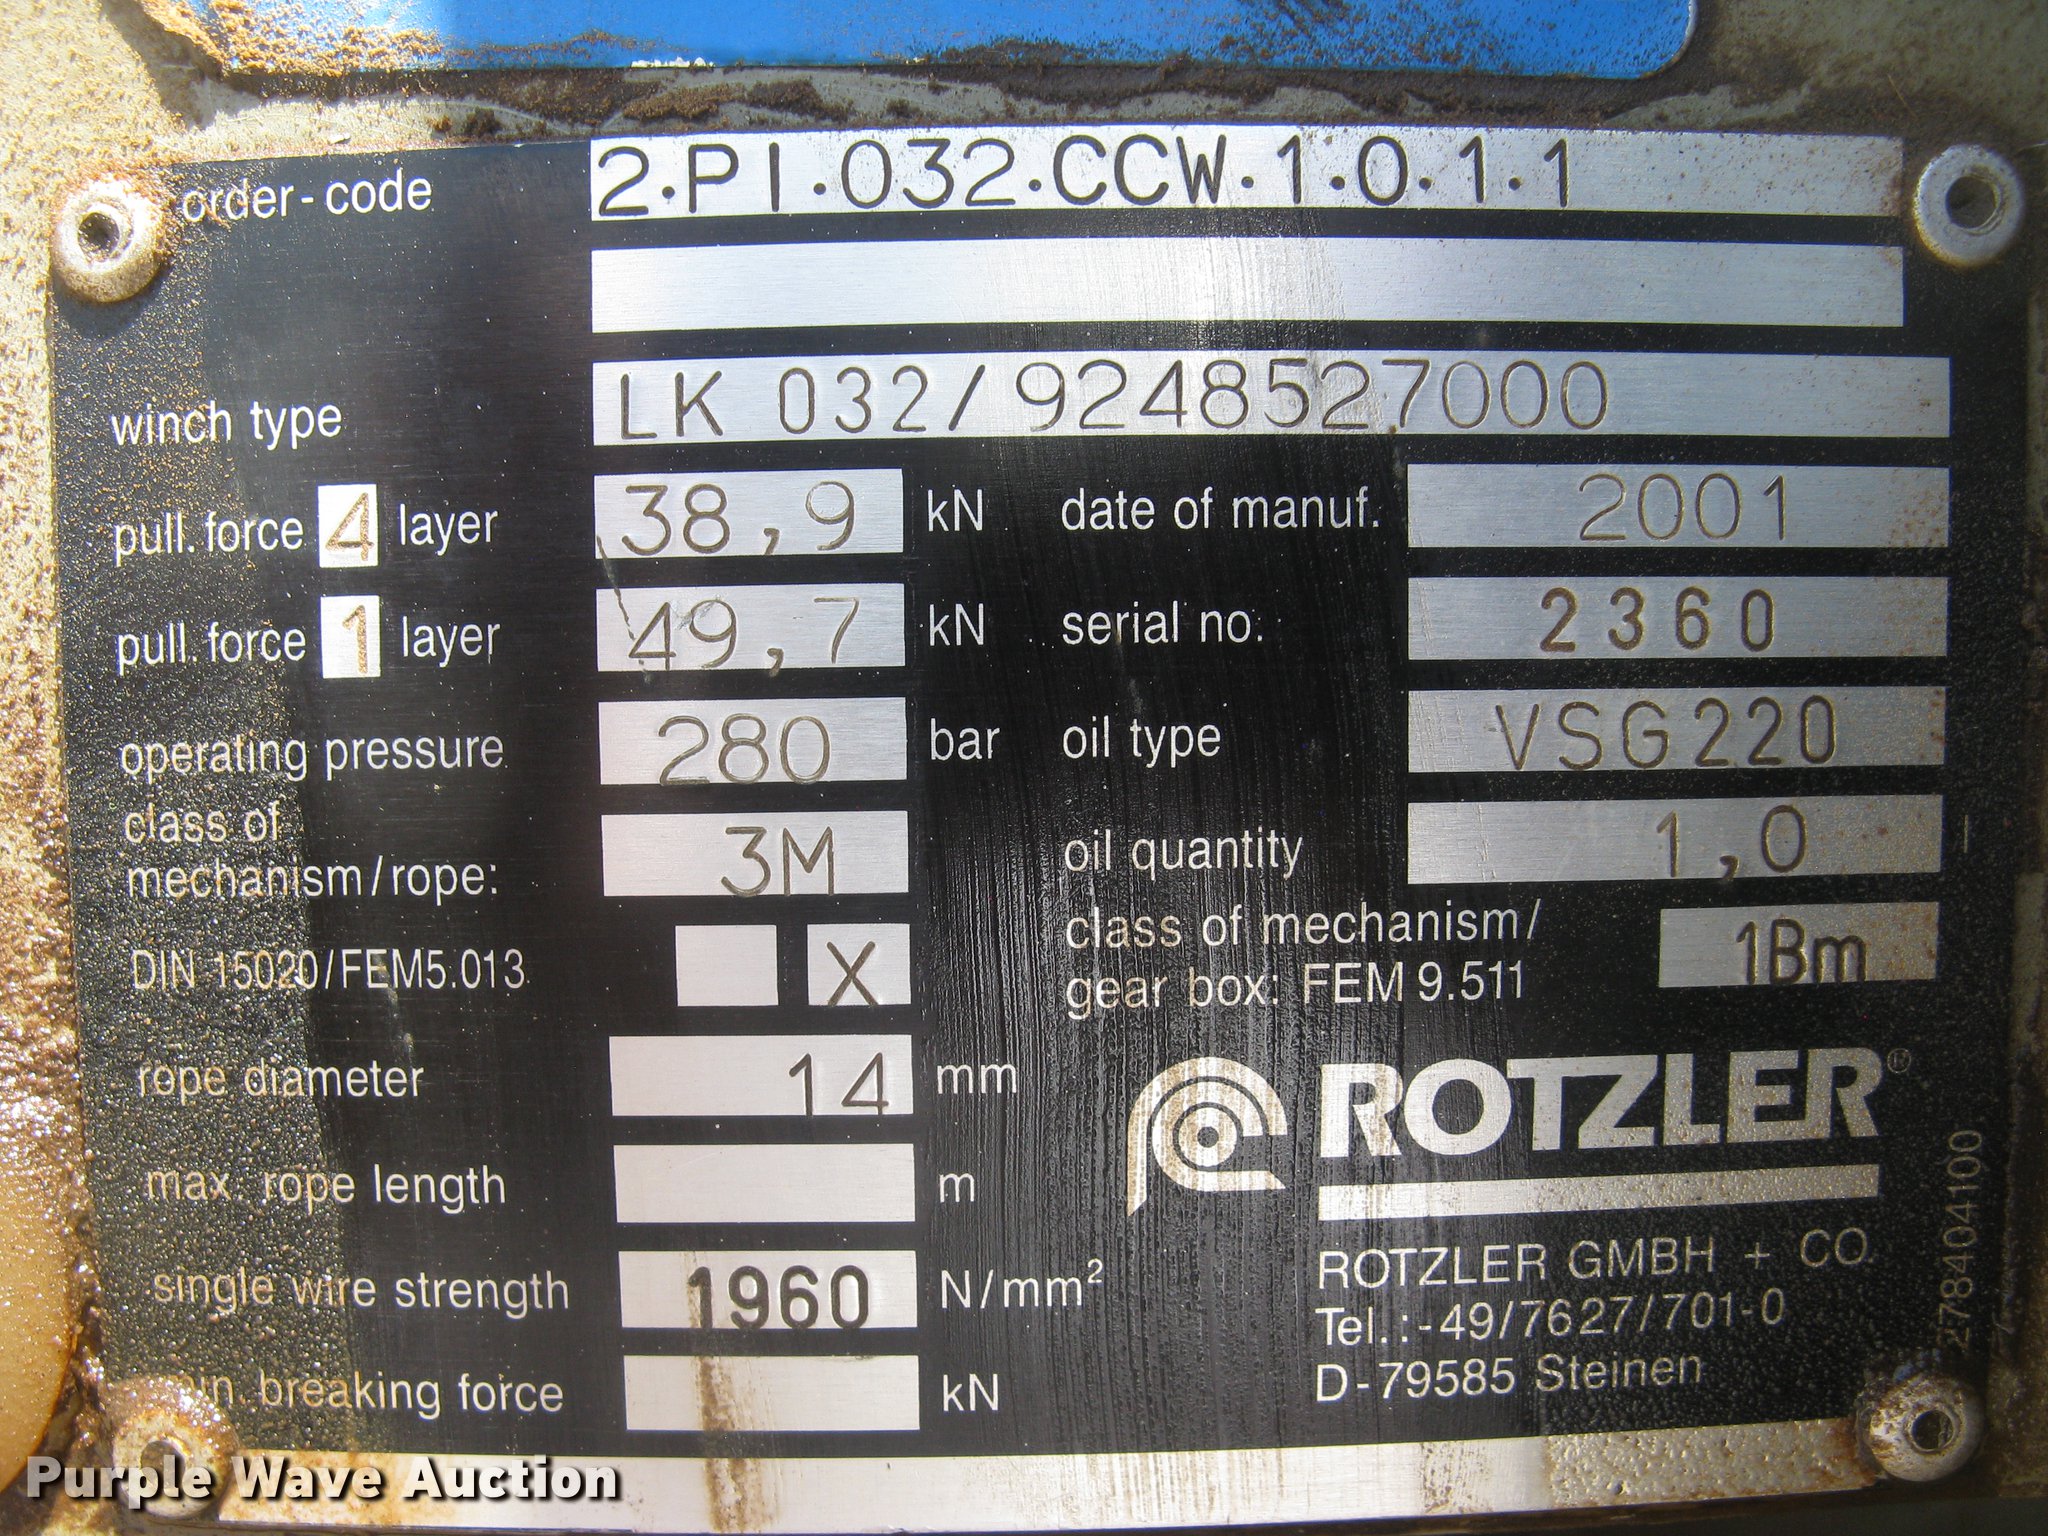 order-code 2.PI.032.CCW.1.0.1.1
winch type LK 032/9248527000
pull. force 4 layer 38,9 kN date of manuf. 2001
pull. force 1 layer 49,7 kN serial no. 2360
operating pressure 280 bar oil type VSG220
class of
mechanism/rope: 3M oil quantity 1,0 l
DIN 15020/FEM5.013 X
class of mechanism/
gear box: FEM 9.511 1Bm
rope diameter 14 mm
ROTZLER
max. rope length m
single wire strength 1960 N/mm²
min. breaking force kN
ROTZLER GMBH + CO
Tel.:-49/7627/701-0
D-79585 Steinen
278404100
Purple Wave Auction